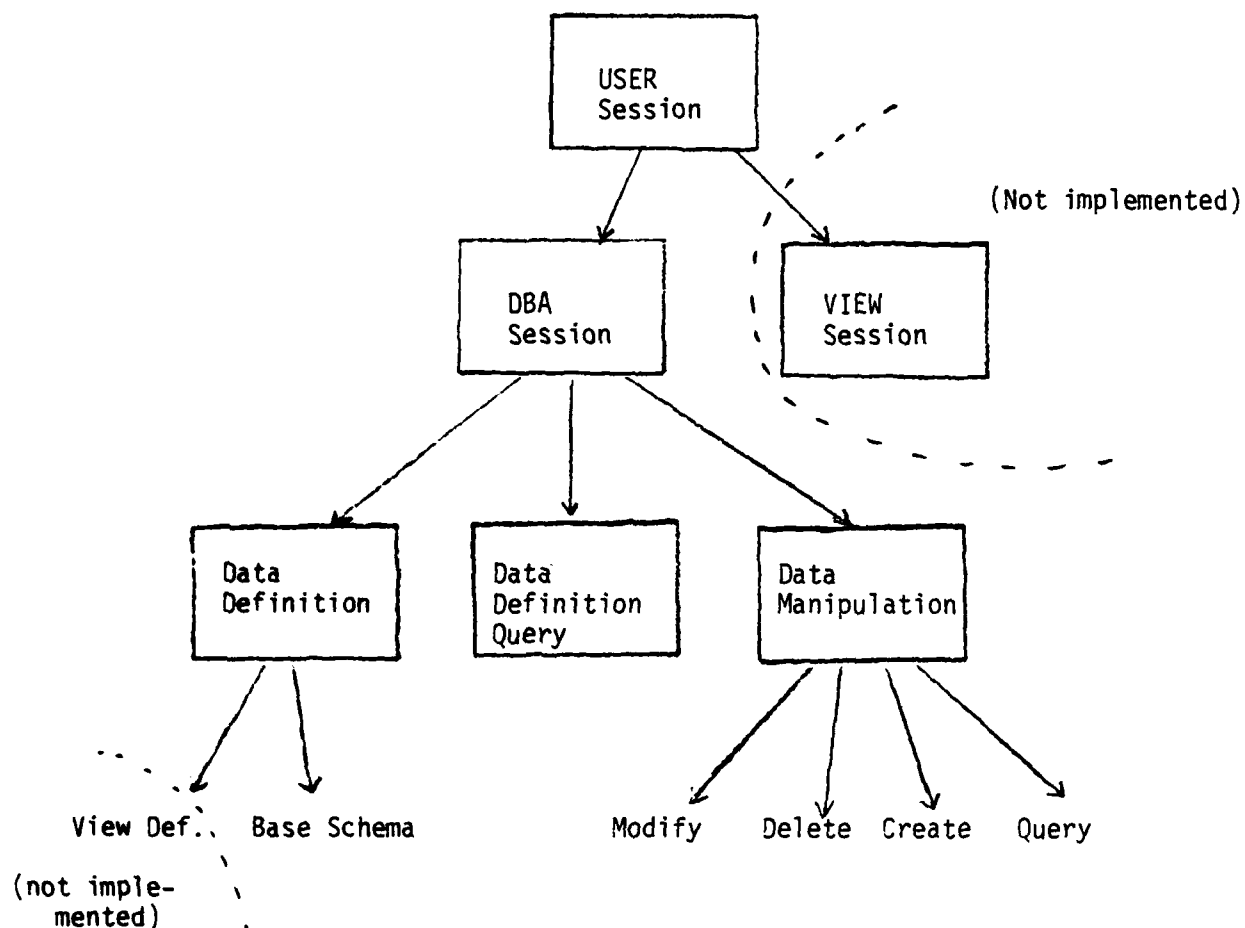 USER
Session
(Not implemented)
DBA
Session
VIEW
Session
Data
Definition
Data
Definition
Query
Data
Manipulation
View Def..
Base Schema
Modify
Delete
Create
Query
(not imple-
mented)